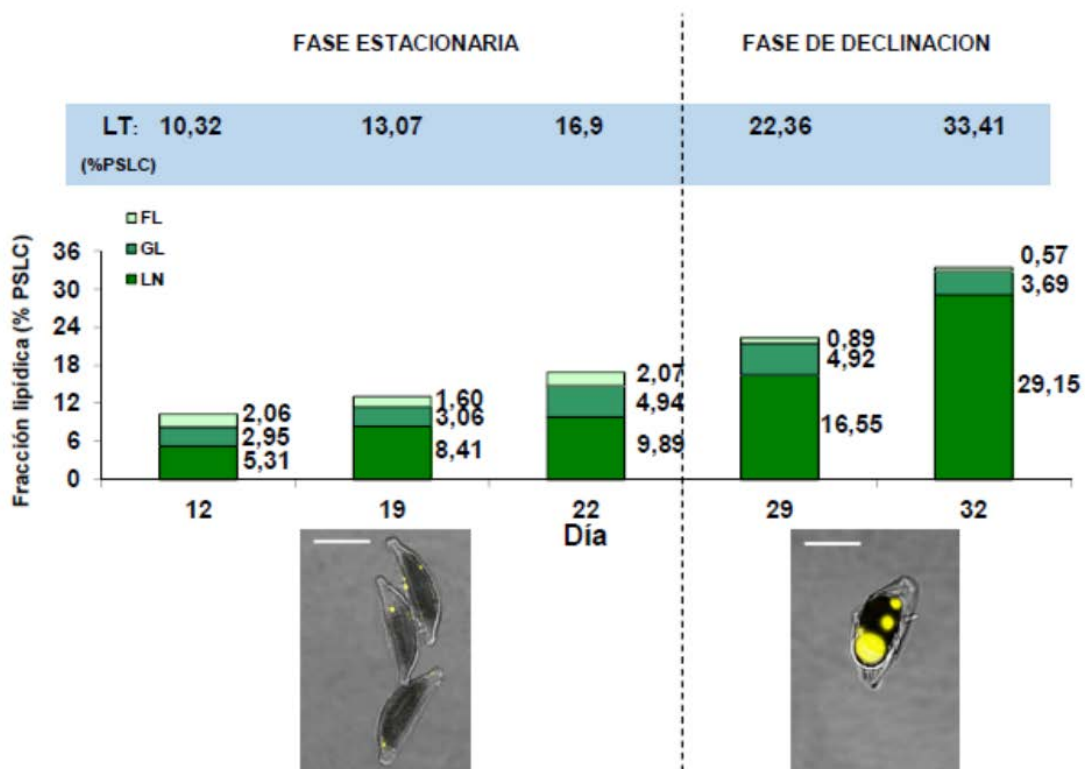 FASE ESTACIONARIA
FASE DE DECLINACION
LT: 10,32 13,07 16,9 22,36 33,41
(%PSLC)
Fracción lipídica (% PSLC)
FL
GL
LN
36
30
24
18
12
6
0
2,06
2,95
5,31
1,60
3,06
8,41
2,07
4,94
9,89
0,89
4,92
16,55
0,57
3,69
29,15
12 19 22 29 32
Día